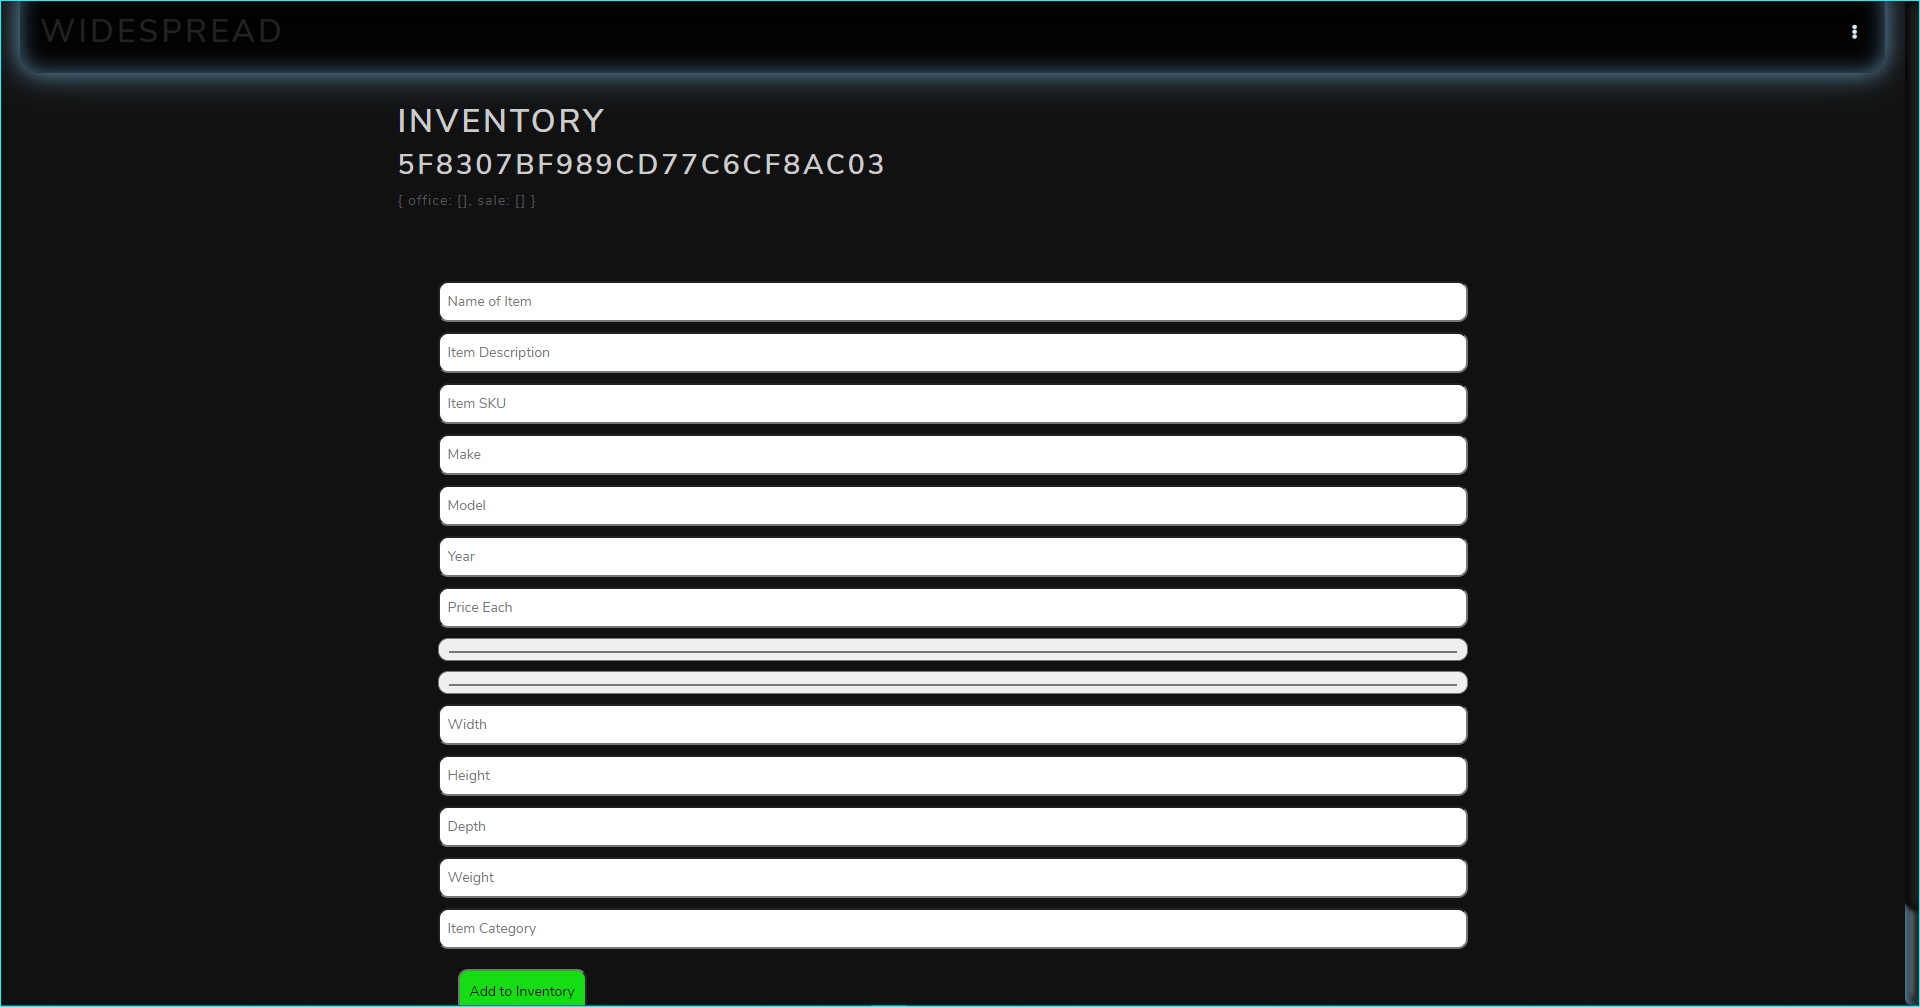 WIDESPREAD
INVENTORY
5F8307BF989CD77C6CF8AC03
{ office: [], sale: [] }
Name of Item
Item Description
Item SKU
Make
Model
Year
Price Each
Width
Height
Depth
Weight
Item Category
Add to Inventory